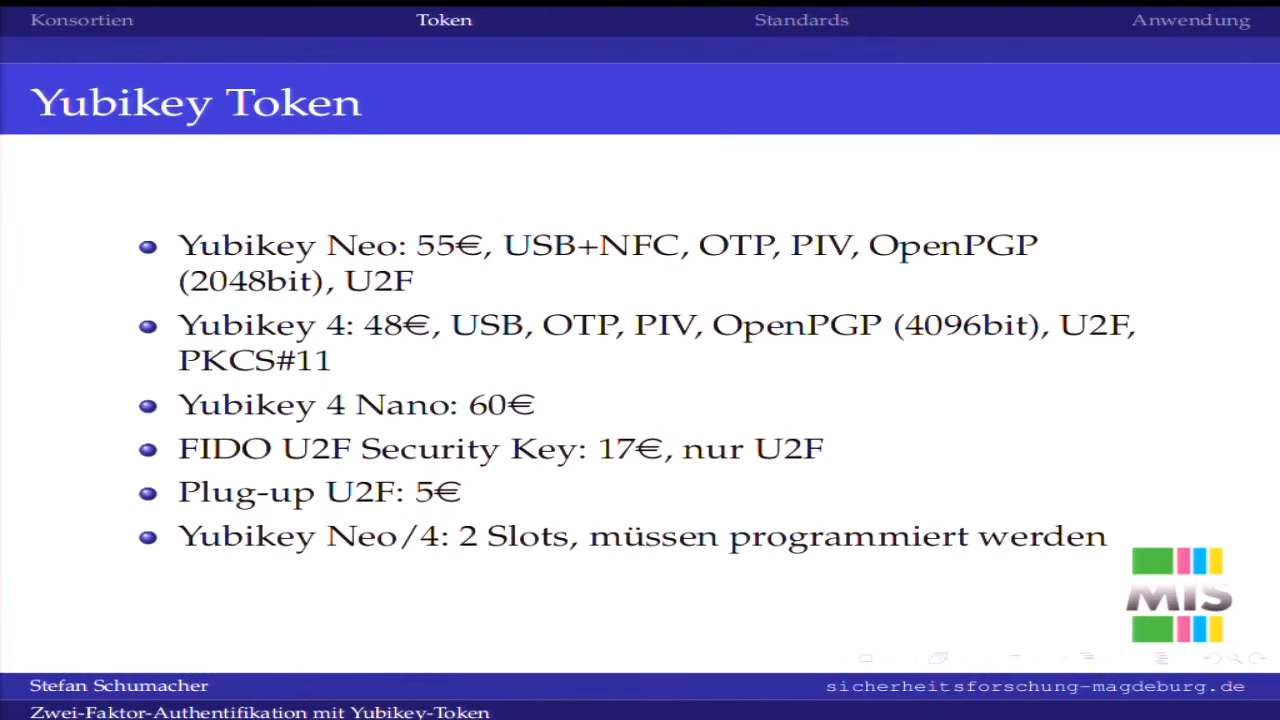 Konsortien Token Standards Anwendung
Yubikey Token
Yubikey Neo: 55€, USB+NFC, OTP, PIV, OpenPGP
(2048bit), U2F
Yubikey 4: 48€, USB, OTP, PIV, OpenPGP (4096bit), U2F,
PKCS#11
Yubikey 4 Nano: 60€
FIDO U2F Security Key: 17€, nur U2F
Plug-up U2F: 5€
Yubikey Neo/4: 2 Slots, müssen programmiert werden
MIS
Stefan Schumacher sicherheitsforschung-magdeburg.de
Zwei-Faktor-Authentifikation mit Yubikey-Token